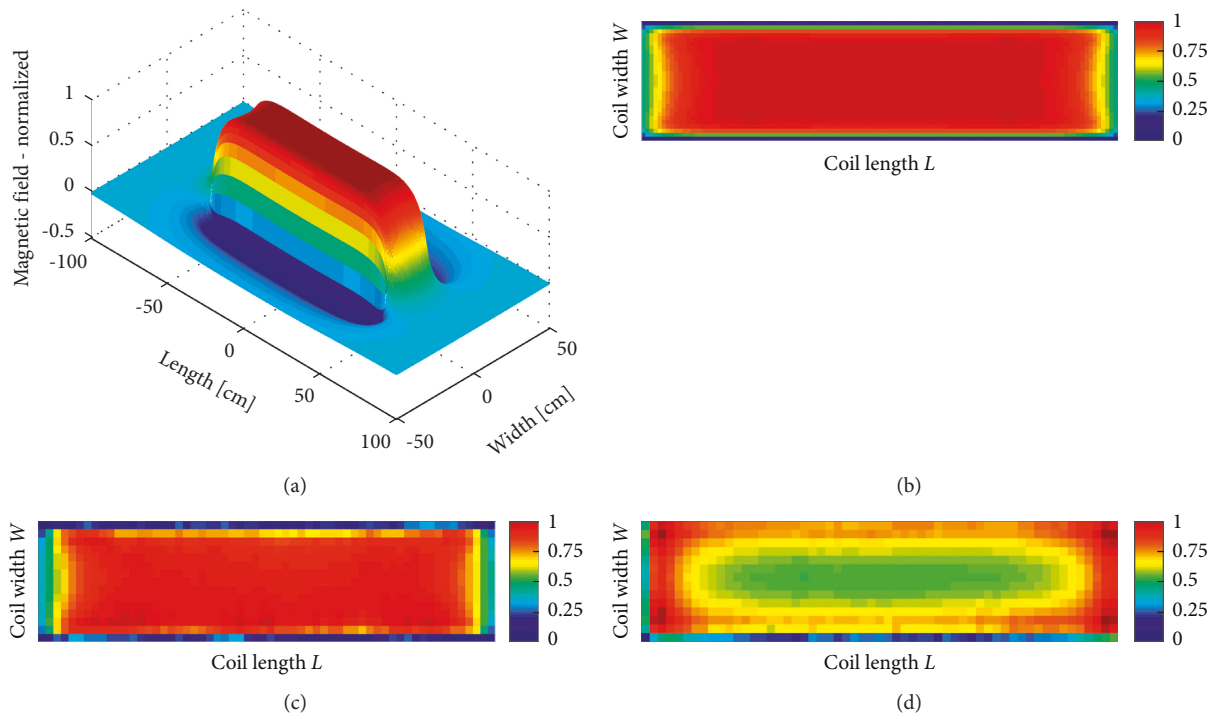 Magnetic field - normalized
1
0.5
0
-0.5
-100
-50
0
50
100
Length [cm]
-50
0
50
Width [cm]
(a)
Coil width W
Coil length L
1
0.75
0.5
0.25
0
(b)
Coil width W
Coil length L
1
0.75
0.5
0.25
0
(c)
Coil width W
Coil length L
1
0.75
0.5
0.25
0
(d)